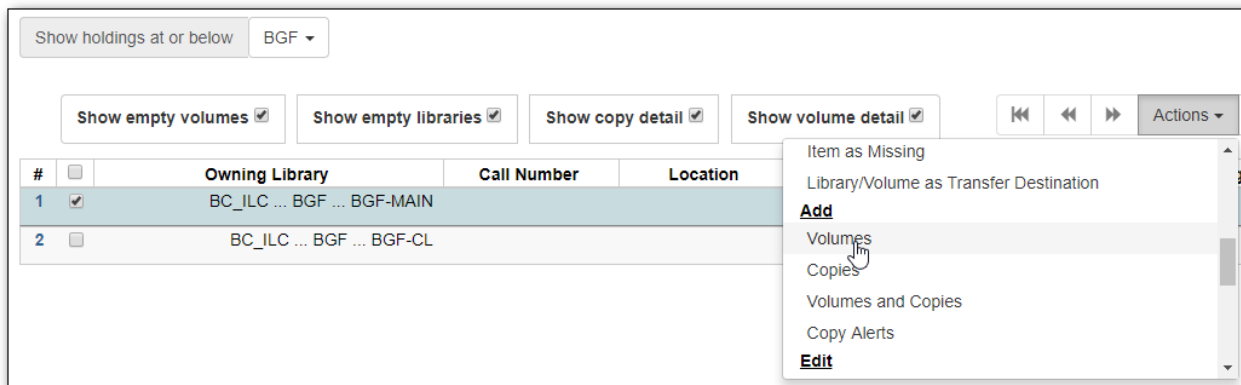 Show holdings at or below BGF
Show empty volumes Show empty libraries Show copy detail Show volume detail Actions
# Owning Library Call Number Location
1 BC_ILC ... BGF ... BGF-MAIN
2 BC_ILC ... BGF ... BGF-CL
Item as Missing
Library/Volume as Transfer Destination
Add
Volumes
Copies
Volumes and Copies
Copy Alerts
Edit